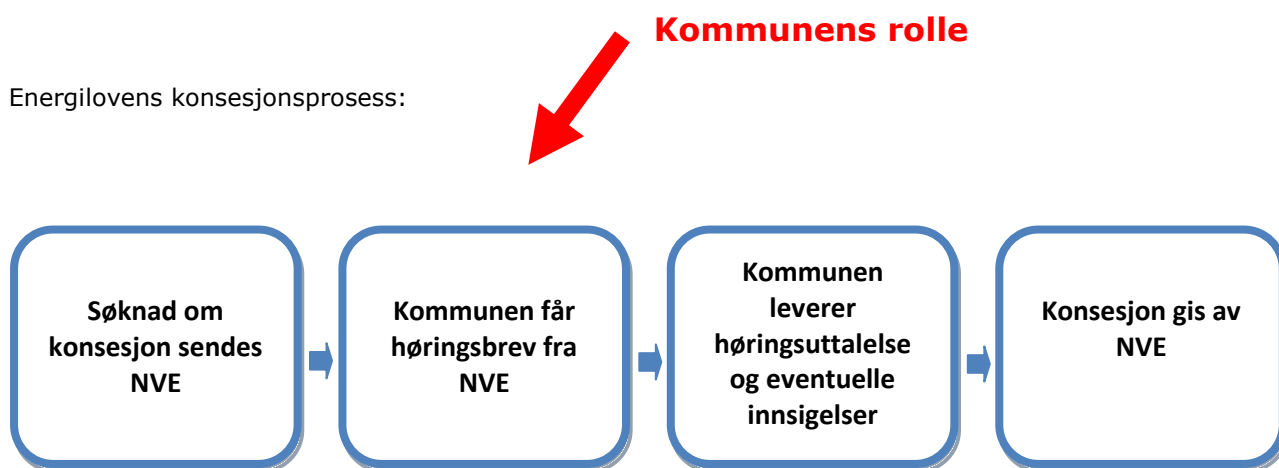 Kommunens rolle
Energilovens konsesjonsprosess:
Søknad om
konsesjon sendes
NVE
Kommunen får
høringsbrev fra
NVE
Kommunen
leverer
høringsuttalelse
og eventuelle
innsigelser
Konsesjon gis av
NVE